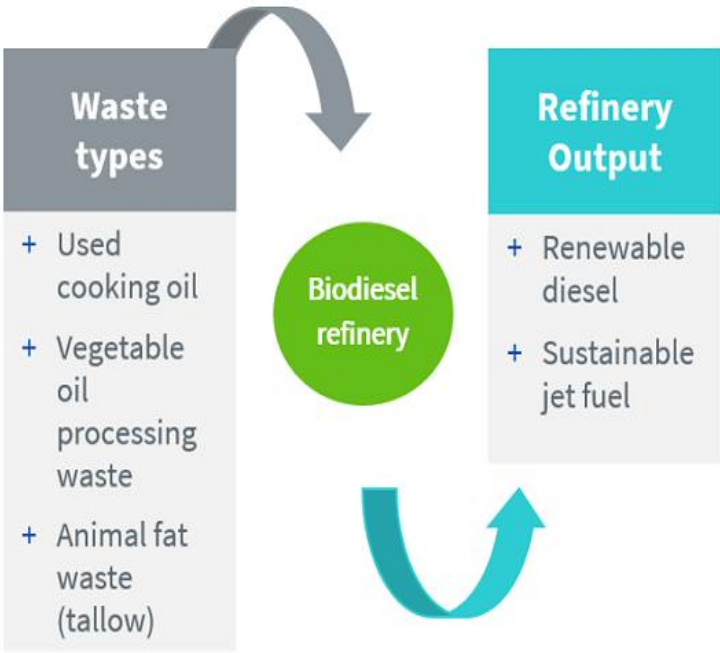 Waste
types
+ Used
cooking oil
+ Vegetable
oil
processing
waste
+ Animal fat
waste
(tallow)
Biodiesel
refinery
Refinery
Output
+ Renewable
diesel
+ Sustainable
jet fuel